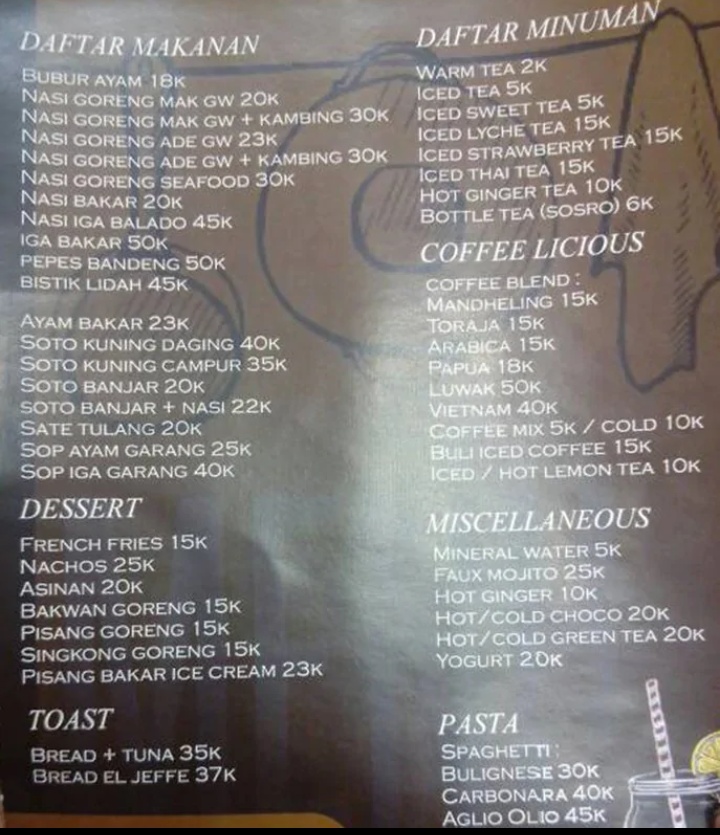 DAFTAR MAKANAN
BUBUR AYAM 18K
NASI GORENG MAK GW 20K
NASI GORENG MAK GW + KAMBING 30K
NASI GORENG ADE GW 23K
NASI GORENG ADE GW + KAMBING 30K
NASI GORENG SEAFOOD 30K
NASI BAKAR 20K
NASI IGA BALADO 45K
IGA BAKAR 50K
PEPES BANDENG 50K
BISTIK LIDAH 45K
AYAM BAKAR 23K
SOTO KUNING DAGING 40K
SOTO KUNING CAMPUR 35K
SOTO BANJAR 20K
SOTO BANJAR + NASI 22K
SATE TULANG 20K
SOP AYAM GARANG 25K
SOP IGA GARANG 40K
DESSERT
FRENCH FRIES 15K
NACHOS 25K
ASINAN 20K
BAKWAN GORENG 15K
PISANG GORENG 15K
SINGKONG GORENG 15K
PISANG BAKAR ICE CREAM 23K
TOAST
BREAD + TUNA 35K
BREAD EL JEFFE 37K
DAFTAR MINUMAN
WARM TEA 2K
ICED TEA 5K
ICED SWEET TEA 5K
ICED LYCHE TEA 15K
ICED STRAWBERRY TEA 15K
ICED THAI TEA 15K
HOT GINGER TEA 10K
BOTTLE TEA (SOSRO) 6K
COFFEE LICIOUS
COFFEE BLEND :
MANDHELING 15K
TORAJA 15K
ARABICA 15K
PAPUA 18K
LUWAK 50K
VIETNAM 40K
COFFEE MIX 5K / COLD 10K
BULI ICED COFFEE 15K
ICED / HOT LEMON TEA 10K
MISCELLANEOUS
MINERAL WATER 5K
FAUX MOJITO 25K
HOT GINGER 10K
HOT/COLD CHOCO 20K
HOT/COLD GREEN TEA 20K
YOGURT 20K
PASTA
SPAGHETTI :
BULIGNESE 30K
CARBONARA 40K
AGLIO OLIO 45K